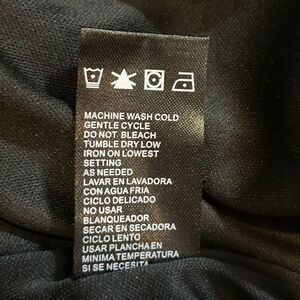 MACHINE WASH COLD
GENTLE CYCLE
DO NOT BLEACH
TUMBLE DRY LOW
IRON ON LOWEST
SETTING
AS NEEDED
LAVAR EN LAVADORA
CON AGUA FRIA
CICLO DELICADO
NO USAR
BLANQUEADOR
SECAR EN SECADORA
CICLO LENTO
USAR PLANCHA EN
MINIMA TEMPERATURA
SI SE NECESITA